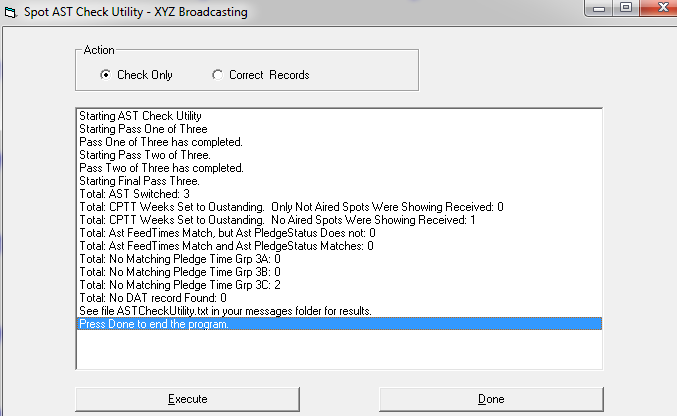 Spot AST Check Utility - XYZ Broadcasting
Action
Check Only
Correct Records
Starting AST Check Utility
Starting Pass One of Three
Pass One of Three has completed.
Starting Pass Two of Three.
Pass Two of Three has completed.
Starting Final Pass Three.
Total: AST Switched: 3
Total: CPTT Weeks Set to Oustanding.  Only Not Aired Spots Were Showing Received: 0
Total: CPTT Weeks Set to Oustanding.  No Aired Spots Were Showing Received: 1
Total: Ast FeedTimes Match, but Ast PledgeStatus Does not: 0
Total: Ast FeedTimes Match and Ast PledgeStatus Matches: 0
Total: No Matching Pledge Time Grp 3A: 0
Total: No Matching Pledge Time Grp 3B: 0
Total: No Matching Pledge Time Grp 3C: 2
Total: No DAT record Found: 0
See file ASTCheckUtility.txt in your messages folder for results.
Press Done to end the program.
Execute
Done